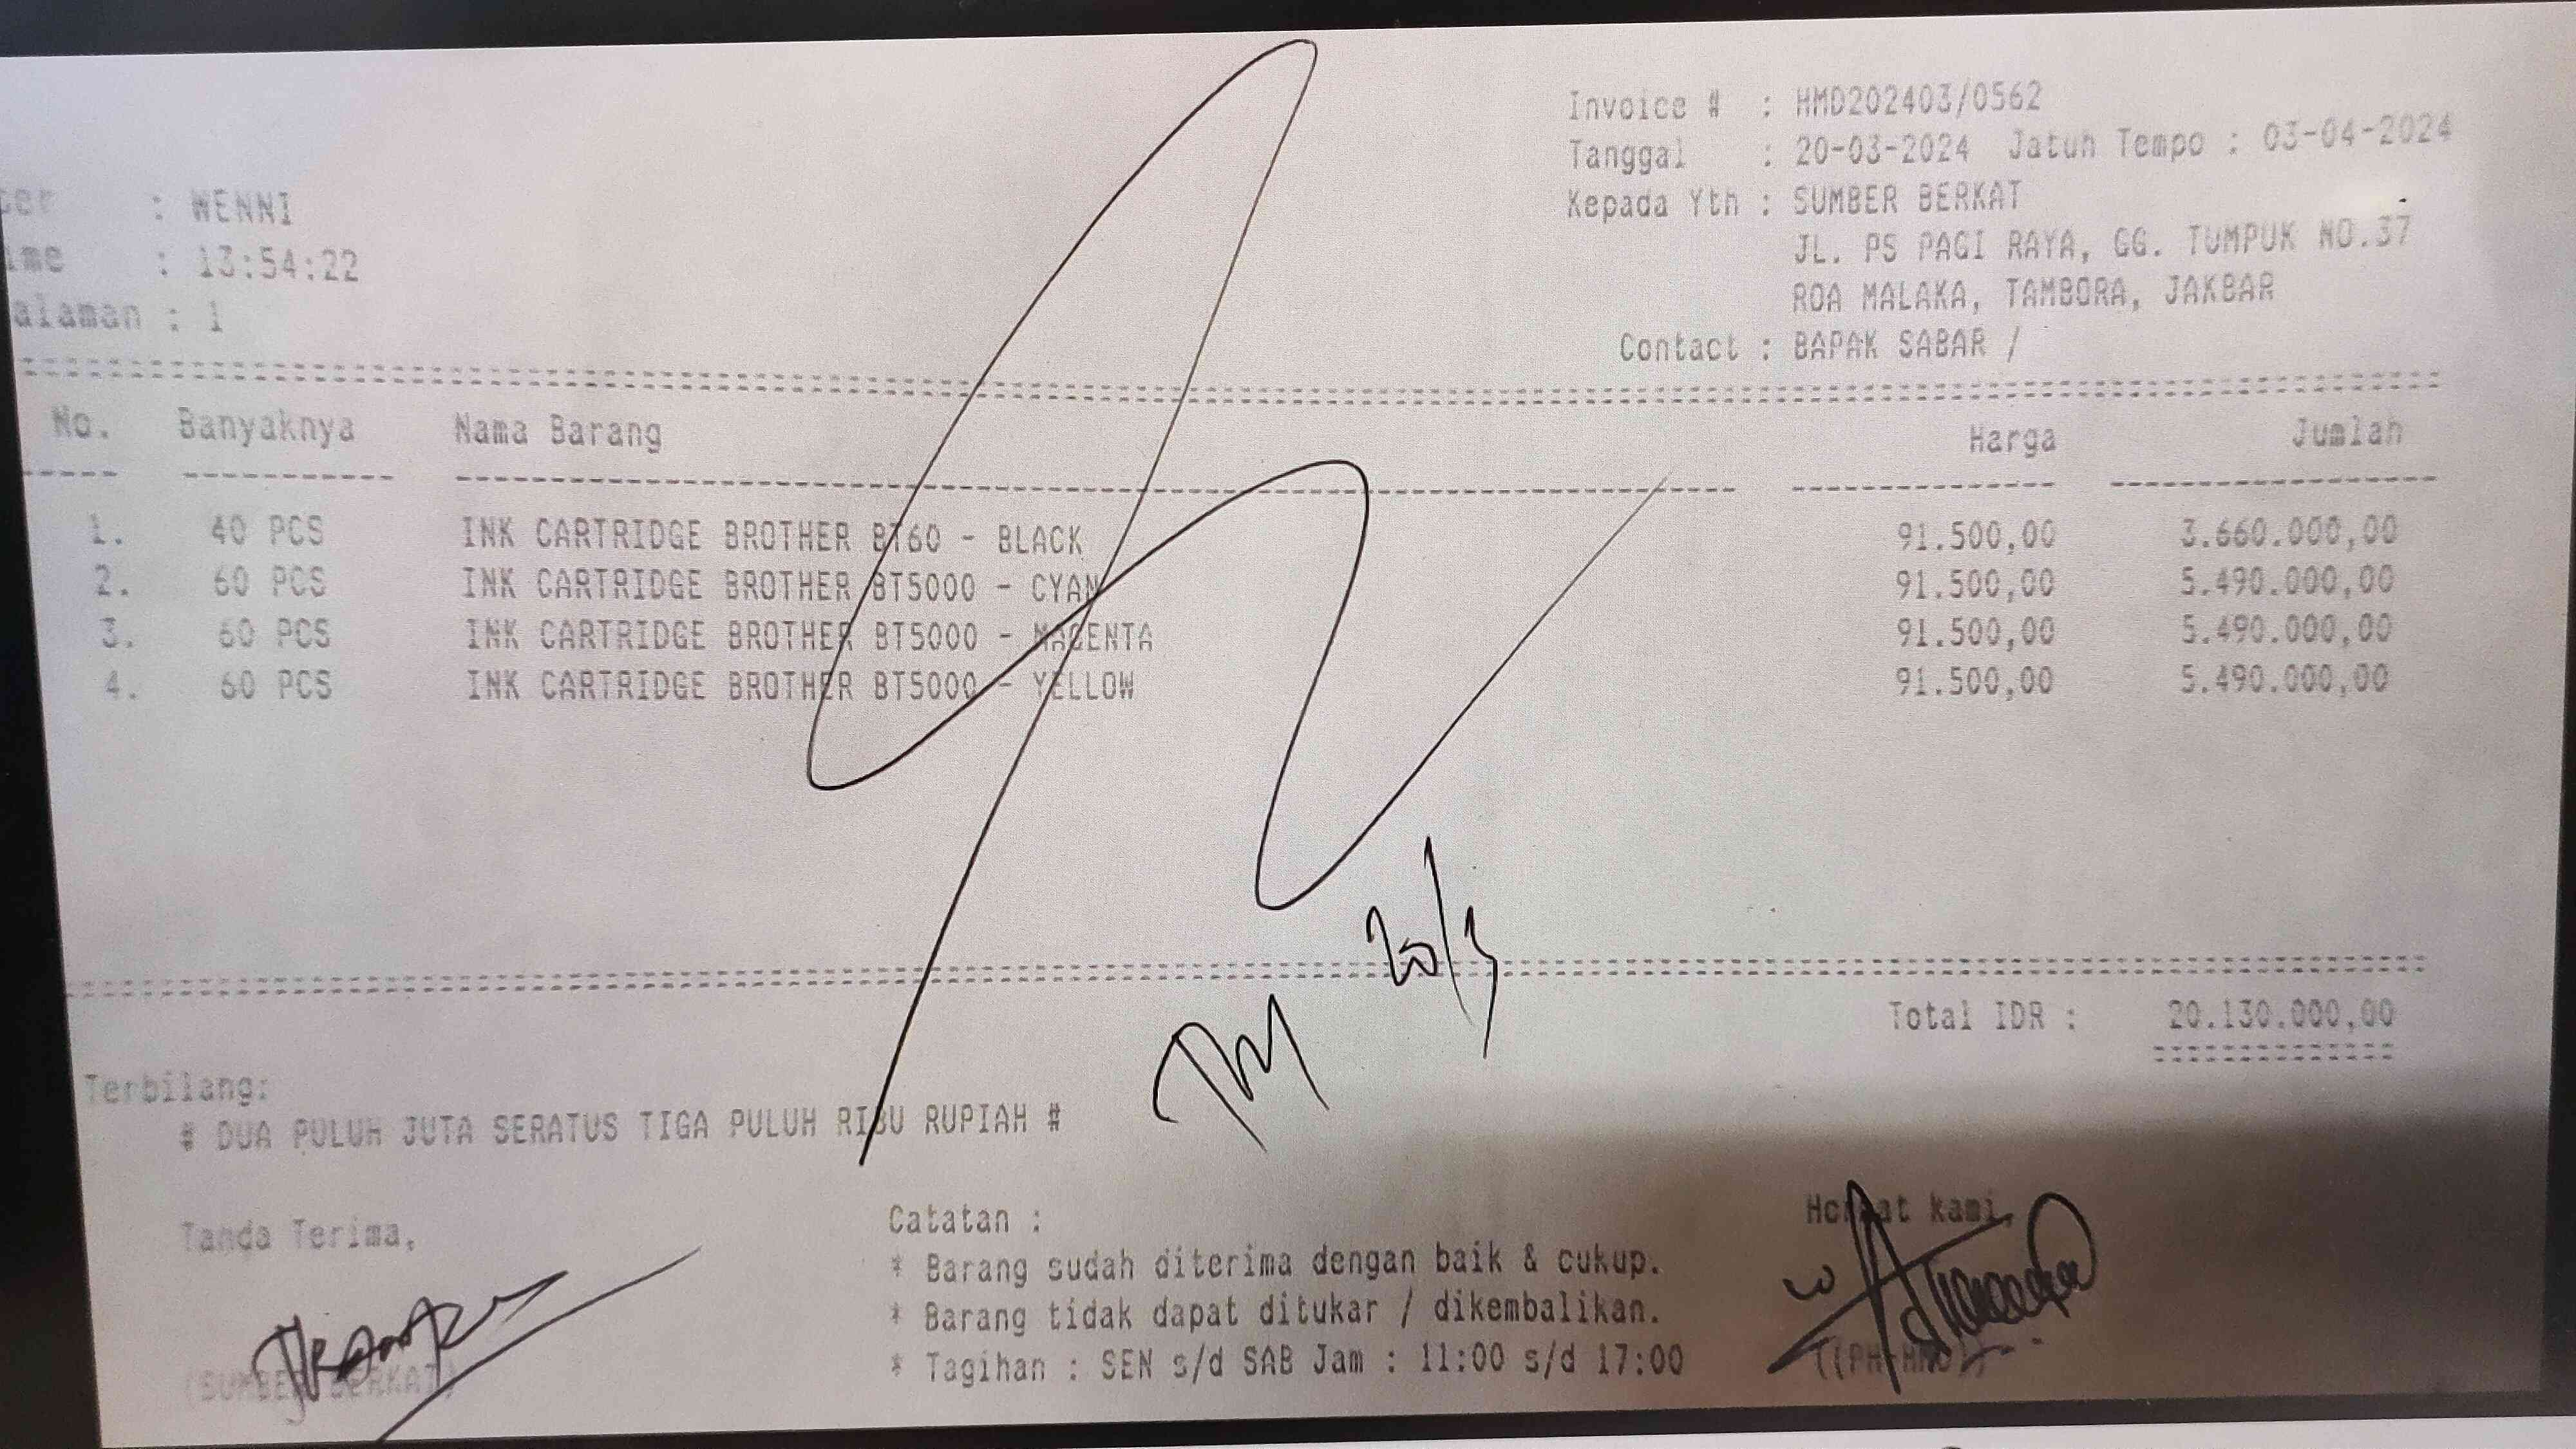 Invoice # : HMD202403/0562
Tanggal : 20-03-2024 Jatuh Tempo : 03-04-2024
: WENNI
Kepada Yth : SUMBER BERKAT
ime : 13:54:22
JL. PS PAGI RAYA, GG. TUMPUK NO.37
alaman : 1
ROA MALAKA, TAMBORA, JAKBAR
Contact : BAPAK SABAR /
No. Banyaknya Nama Barang Harga Jumlah
1. 40 PCS INK CARTRIDGE BROTHER BT60 - BLACK 91.500,00 3.660.000,00
2. 60 PCS INK CARTRIDGE BROTHER BT5000 - CYAN 91.500,00 5.490.000,00
3. 60 PCS INK CARTRIDGE BROTHER BT5000 - MAGENTA 91.500,00 5.490.000,00
4. 60 PCS INK CARTRIDGE BROTHER BT5000 - YELLOW 91.500,00 5.490.000,00
20/3
Total IDR : 20.130.000,00
Terbilang:
# DUA PULUH JUTA SERATUS TIGA PULUH RIBU RUPIAH #
Tanda Terima,
(SUMBER BERKAT)
Catatan :
* Barang sudah diterima dengan baik & cukup.
* Barang tidak dapat ditukar / dikembalikan.
* Tagihan : SEN s/d SAB Jam : 11:00 s/d 17:00
Hormat kami,